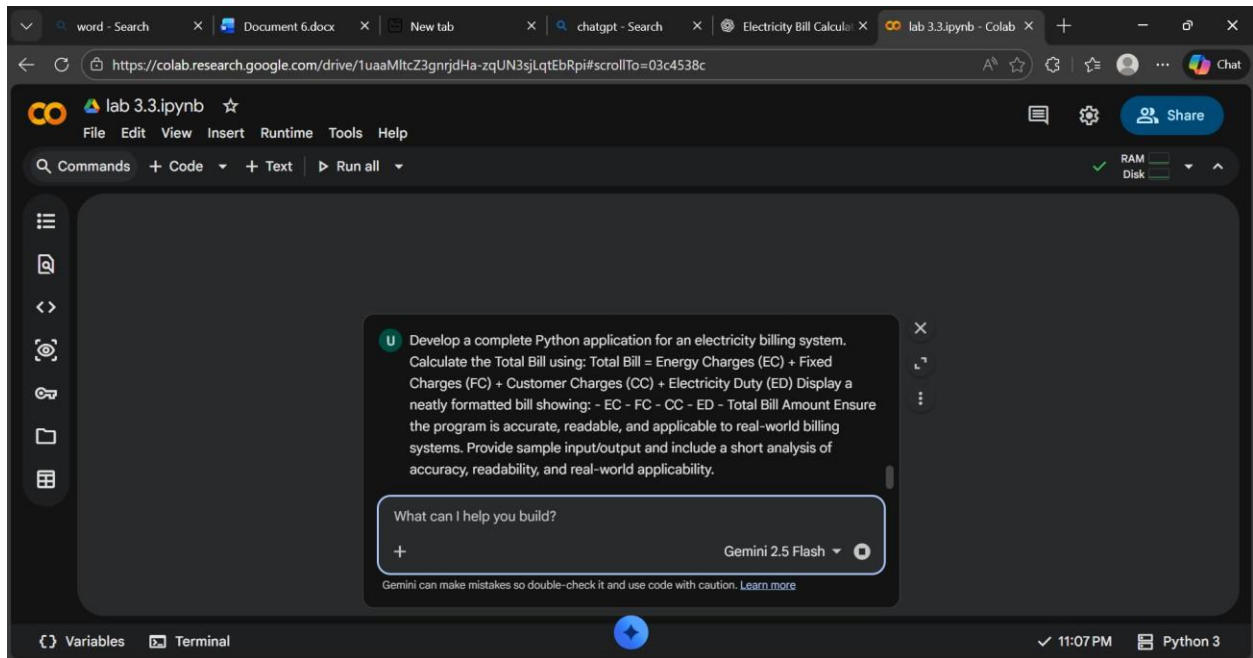 word - Search
Document 6.docx
New tab
chatgpt - Search
Electricity Bill Calculat
lab 3.3.ipynb - Colab
https://colab.research.google.com/drive/1uaaMltcZ3gnrjdHa-zqUN3sjLqtEbRpi#scrollTo=03c4538c
Chat
CO
lab 3.3.ipynb
File Edit View Insert Runtime Tools Help
Share
Commands + Code + Text Run all
RAM
Disk
U Develop a complete Python application for an electricity billing system.
Calculate the Total Bill using: Total Bill = Energy Charges (EC) + Fixed
Charges (FC) + Customer Charges (CC) + Electricity Duty (ED) Display a
neatly formatted bill showing: - EC - FC - CC - ED - Total Bill Amount Ensure
the program is accurate, readable, and applicable to real-world billing
systems. Provide sample input/output and include a short analysis of
accuracy, readability, and real-world applicability.
What can I help you build?
+ Gemini 2.5 Flash
Gemini can make mistakes so double-check it and use code with caution. Learn more
{} Variables Terminal
11:07 PM Python 3